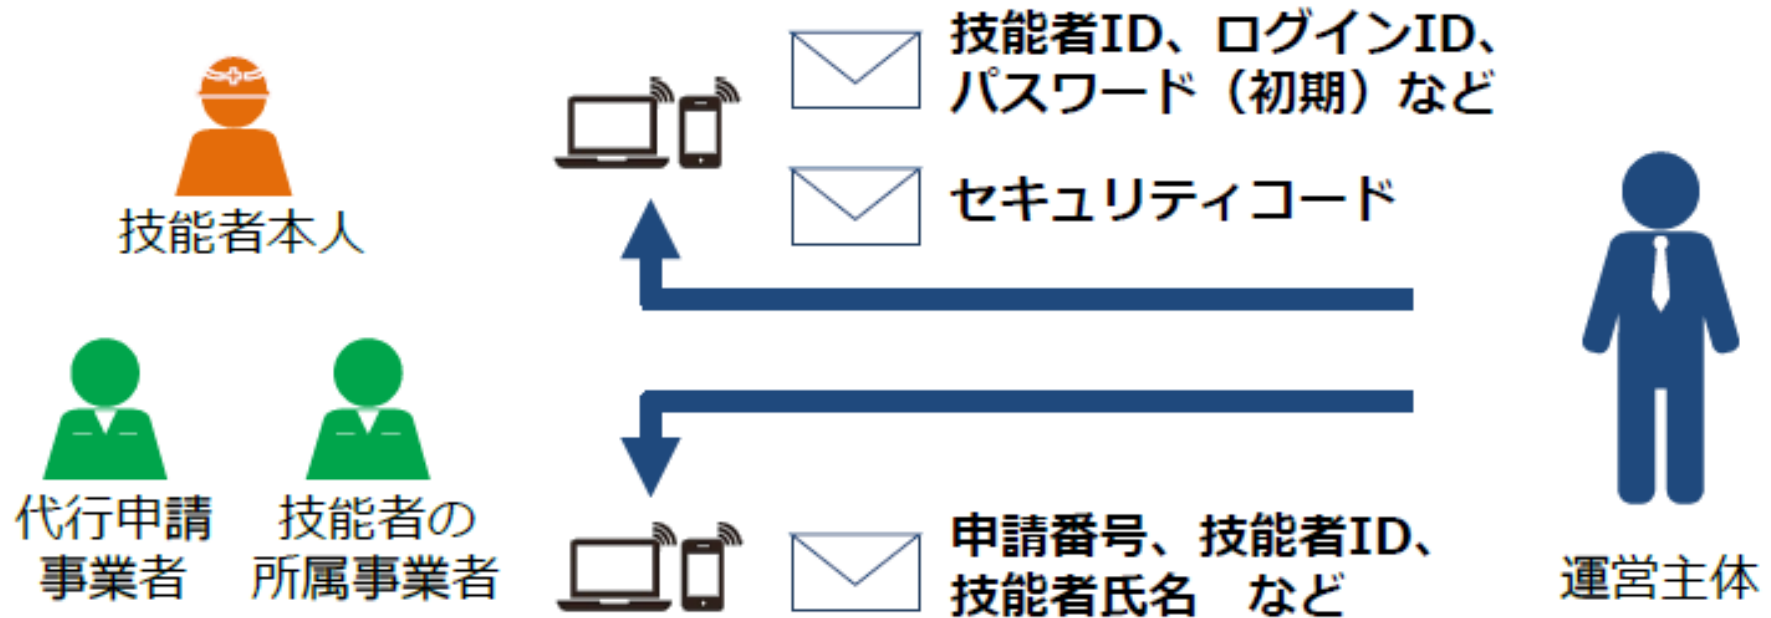 技能者ID、ログインID、
パスワード（初期）など
セキュリティコード
技能者本人
代行申請
事業者
技能者の
所属事業者
申請番号、技能者ID、
技能者氏名　など
運営主体